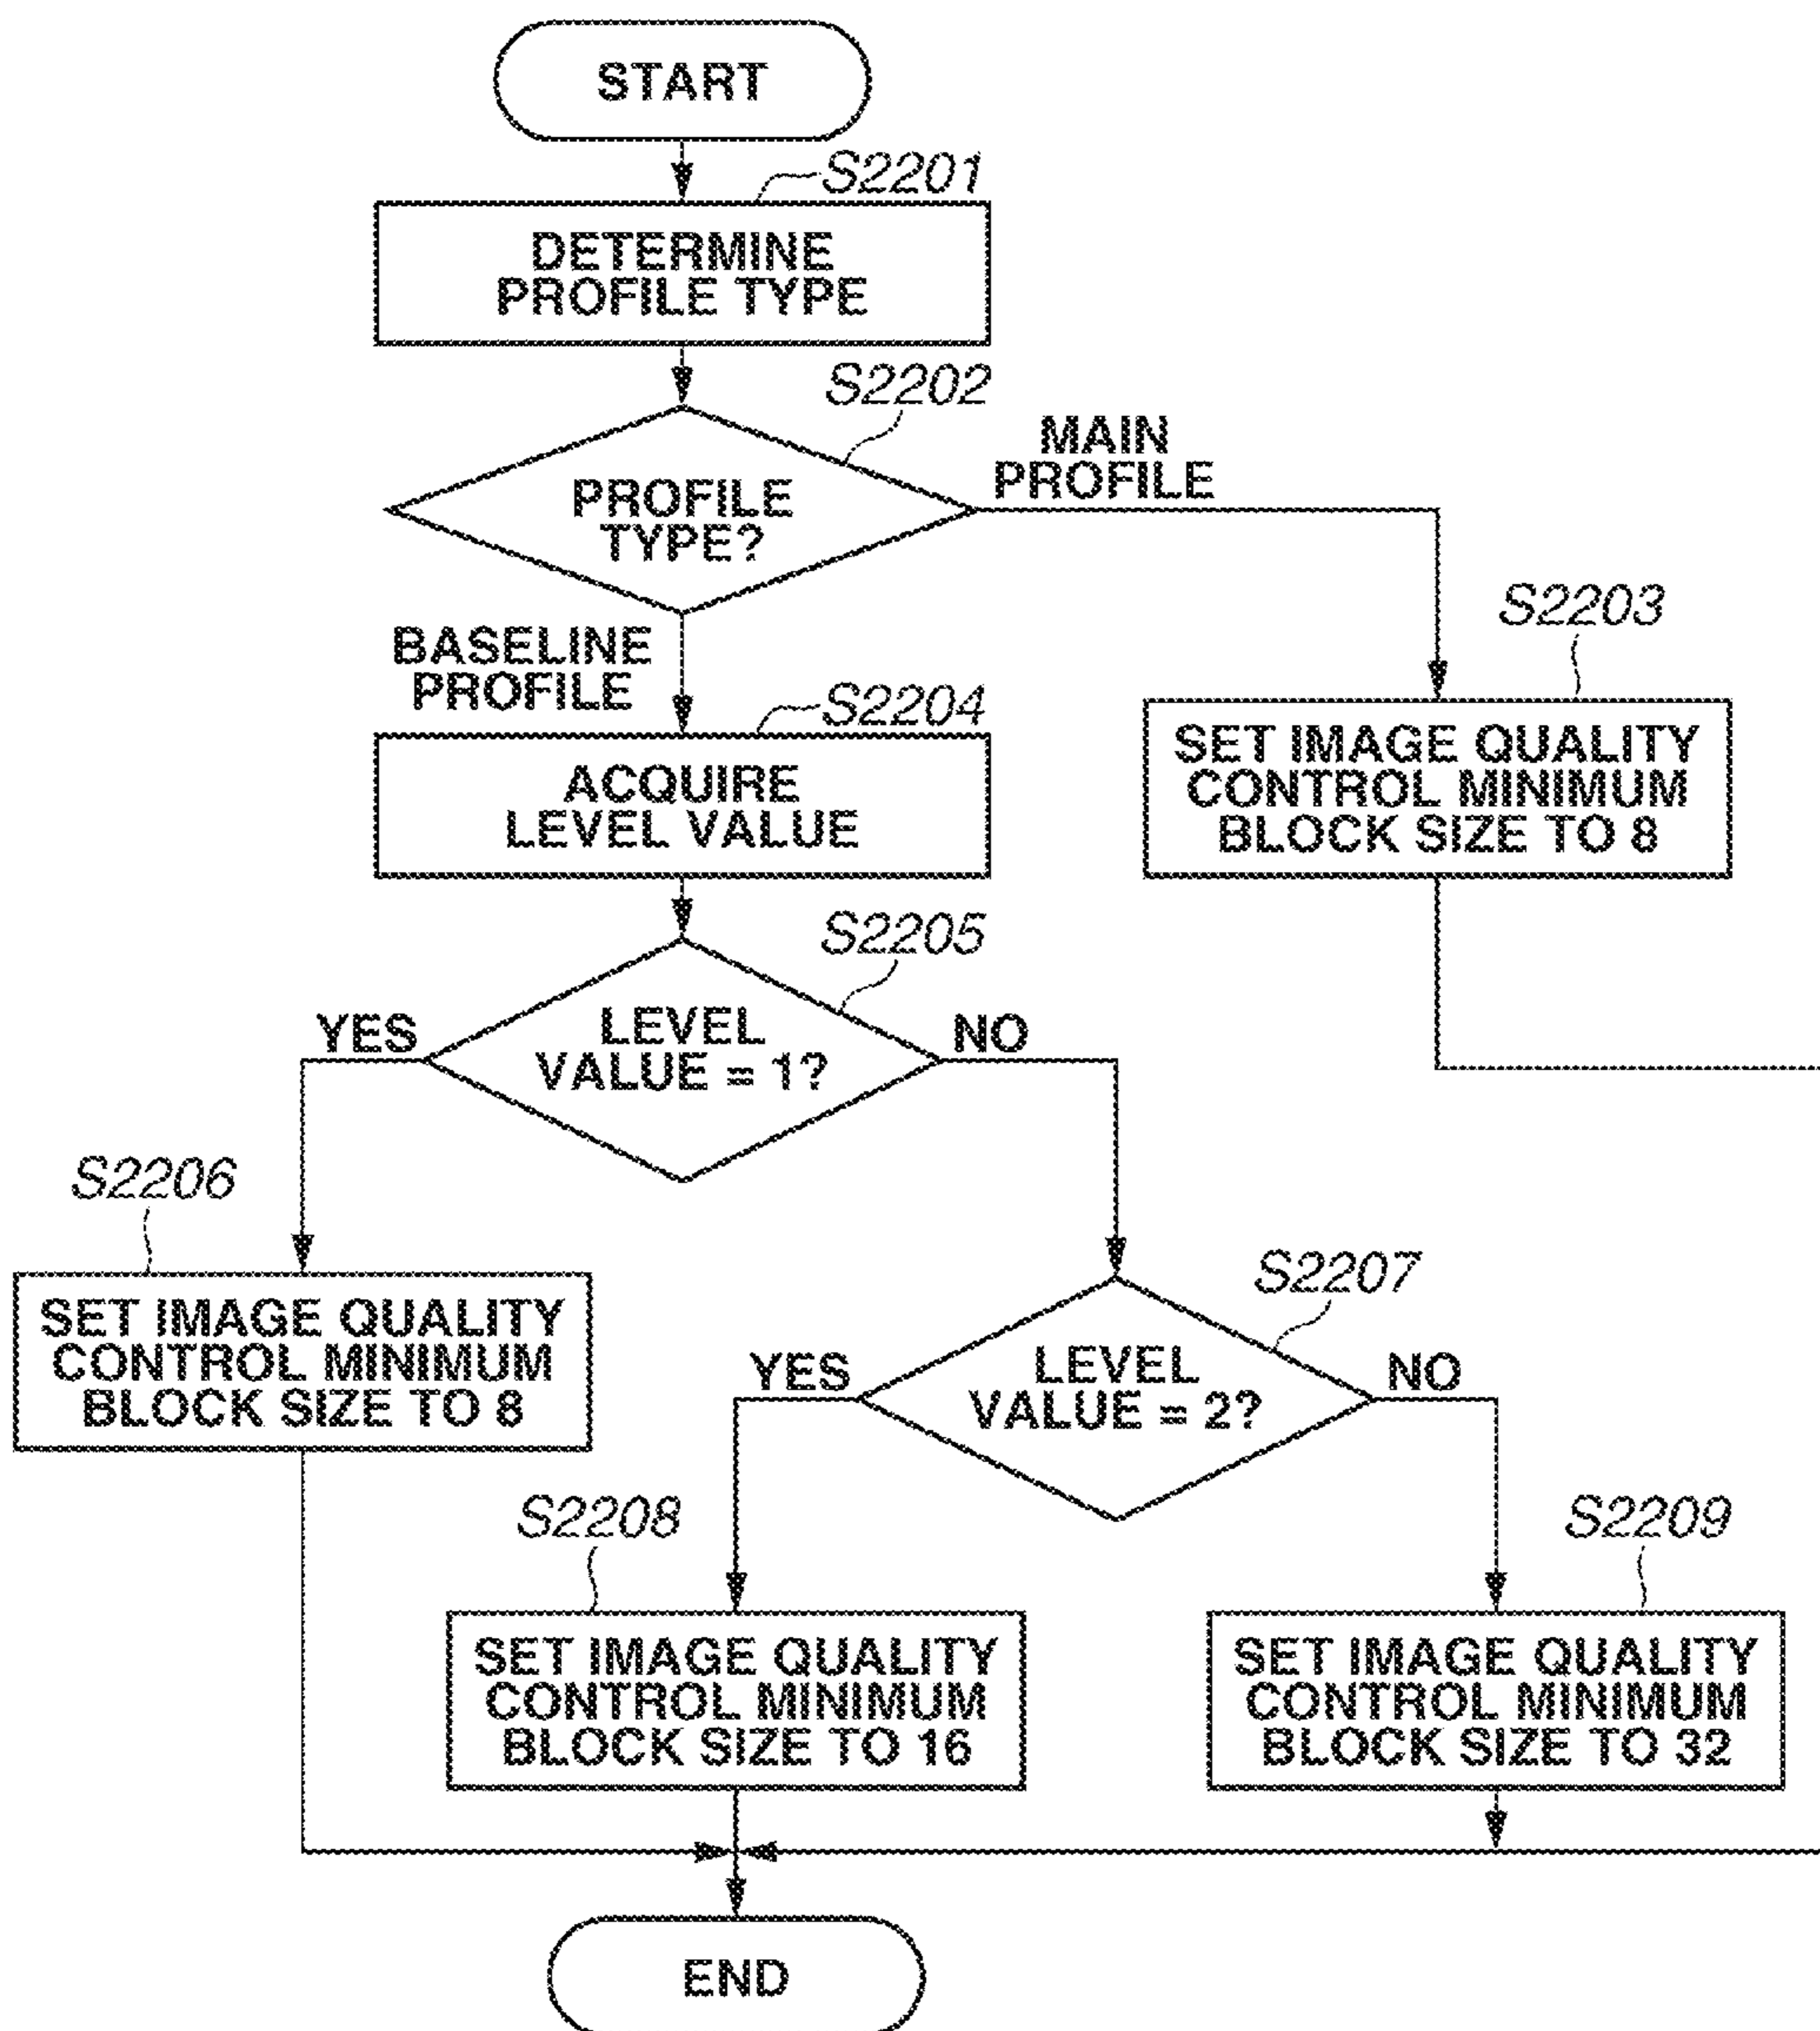 START
S2201
DETERMINE
PROFILE TYPE
S2202
MAIN
PROFILE
PROFILE
TYPE?
S2203
BASELINE
PROFILE
S2204
SET IMAGE QUALITY
CONTROL MINIMUM
BLOCK SIZE TO 8
ACQUIRE
LEVEL VALUE
S2205
YES
LEVEL
VALUE = 1?
NO
S2206
SET IMAGE QUALITY
CONTROL MINIMUM
BLOCK SIZE TO 8
S2207
YES
LEVEL
VALUE = 2?
NO
S2208
SET IMAGE QUALITY
CONTROL MINIMUM
BLOCK SIZE TO 16
S2209
SET IMAGE QUALITY
CONTROL MINIMUM
BLOCK SIZE TO 32
END